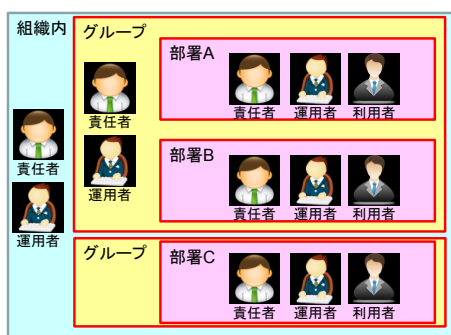 組織内
グループ
部署A
責任者
運用者
利用者
責任者
運用者
責任者
運用者
部署B
責任者
運用者
利用者
グループ
部署C
責任者
運用者
利用者